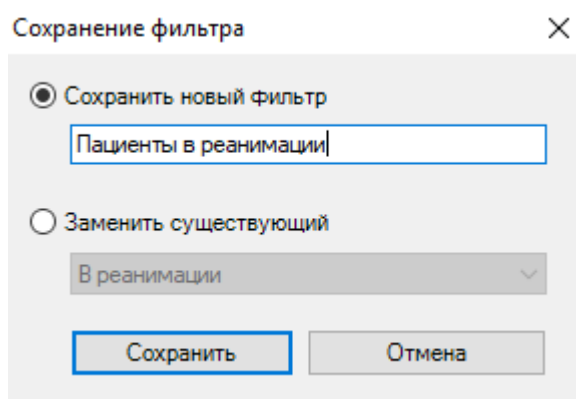 Сохранение фильтра
Сохранить новый фильтр
Пациенты в реанимации
Заменить существующий
В реанимации
Сохранить Отмена